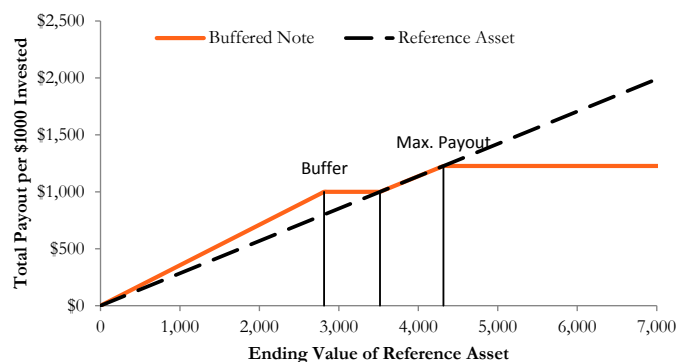 $2,500
Buffered Note
Reference Asset
$2,000
$1,500
Max. Payout
Buffer
$1,000
$500
$0
Total Payout per $1000 Invested
0
1,000
2,000
3,000
4,000
5,000
6,000
7,000
Ending Value of Reference Asset